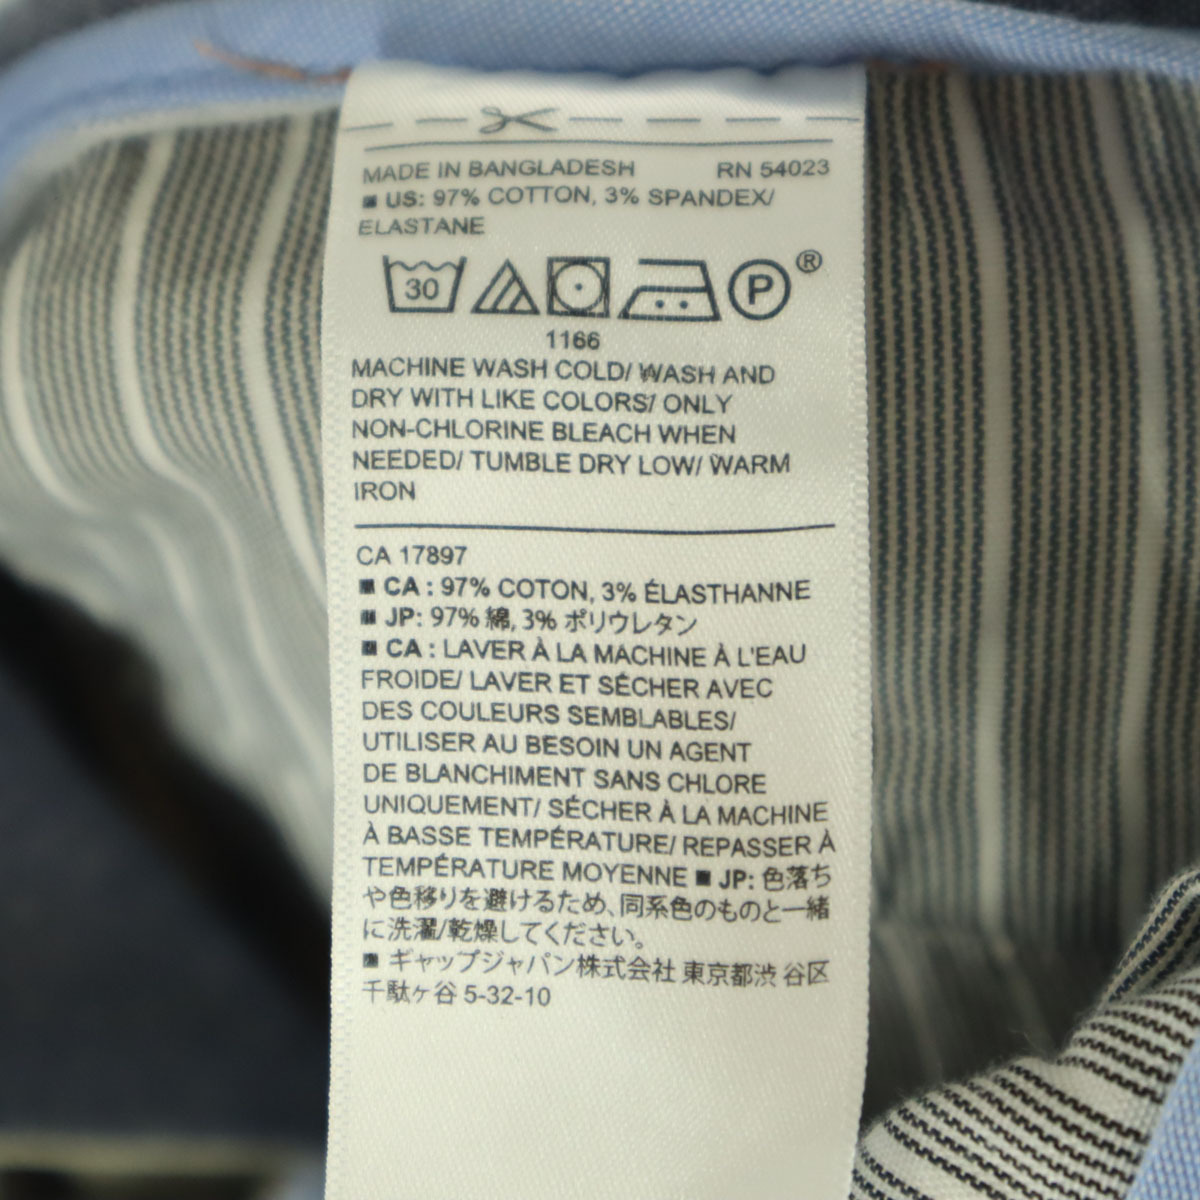 MADE IN BANGLADESH RN 54023
■ US: 97% COTTON, 3% SPANDEX/
ELASTANE
30 P ®
1166
MACHINE WASH COLD/ WASH AND
DRY WITH LIKE COLORS/ ONLY
NON-CHLORINE BLEACH WHEN
NEEDED/ TUMBLE DRY LOW/ WARM
IRON
CA 17897
■ CA : 97% COTON, 3% ÉLASTHANNE
■ JP: 97% 綿, 3% ポリウレタン
■ CA : LAVER À LA MACHINE À L'EAU
FROIDE/ LAVER ET SÉCHER AVEC
DES COULEURS SEMBLABLES/
UTILISER AU BESOIN UN AGENT
DE BLANCHIMENT SANS CHLORE
UNIQUEMENT/ SÉCHER À LA MACHINE
À BASSE TEMPÉRATURE/ REPASSER À
TEMPÉRATURE MOYENNE ■ JP: 色落ち
や色移りを避けるため、同系色のものと一緒
に洗濯/乾燥してください。
■ ギャップジャパン株式会社 東京都渋 谷区
千駄ヶ谷 5-32-10